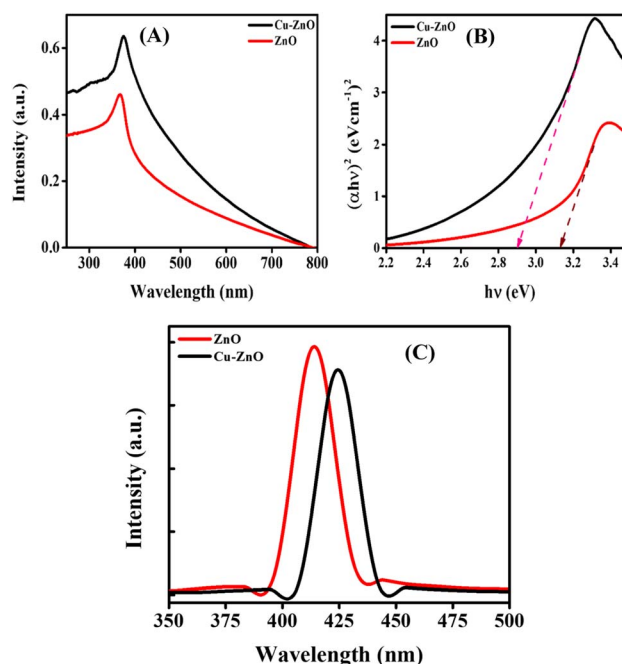 (A)
Cu-ZnO
ZnO
Intensity (a.u.)
0.6
0.4
0.2
0.0
300 400 500 600 700 800
Wavelength (nm)
(B)
Cu-ZnO
ZnO
(αhν)² (eVcm⁻¹)²
4
3
2
1
0
2.2 2.4 2.6 2.8 3.0 3.2 3.4
hν (eV)
(C)
ZnO
Cu-ZnO
Intensity (a.u.)
350 375 400 425 450 475 500
Wavelength (nm)